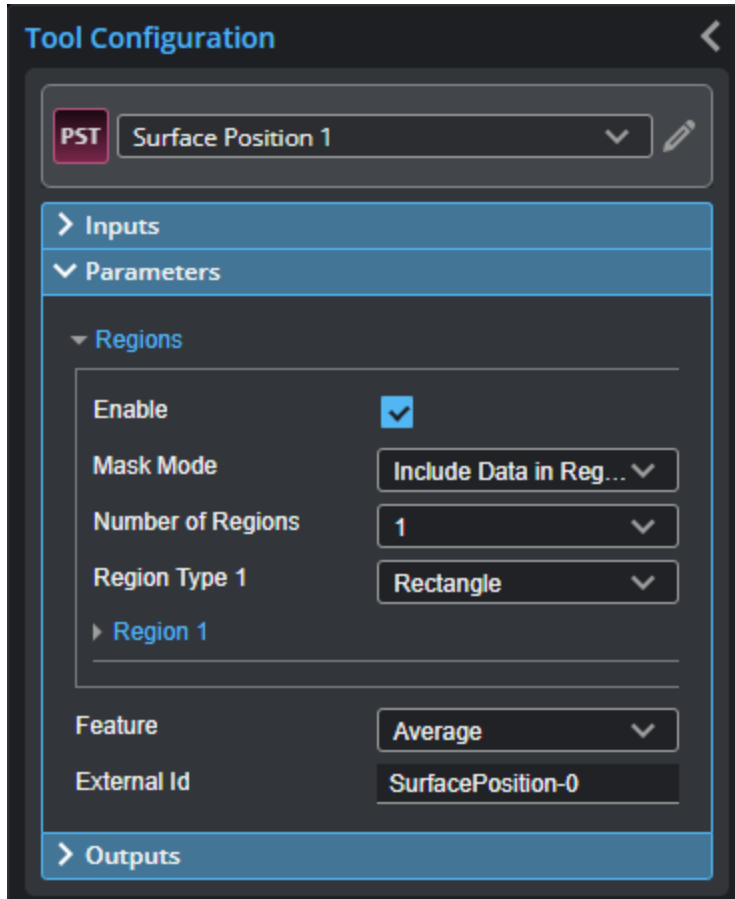 Tool Configuration
PST Surface Position 1
Inputs
Parameters
Regions
Enable
Mask Mode Include Data in Reg...
Number of Regions 1
Region Type 1 Rectangle
Region 1
Feature Average
External Id SurfacePosition-0
Outputs